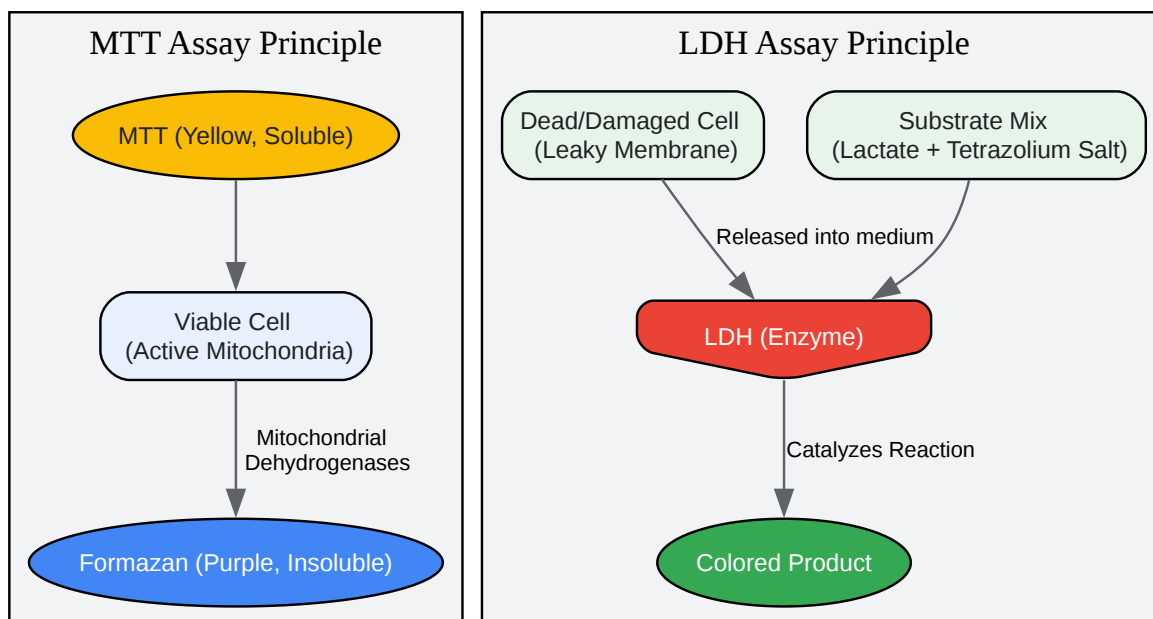 MTT Assay Principle
MTT (Yellow, Soluble)
Viable Cell
(Active Mitochondria)
Mitochondrial
Dehydrogenases
Formazan (Purple, Insoluble)
LDH Assay Principle
Dead/Damaged Cell
(Leaky Membrane)
Substrate Mix
(Lactate + Tetrazolium Salt)
Released into medium
LDH (Enzyme)
Catalyzes Reaction
Colored Product